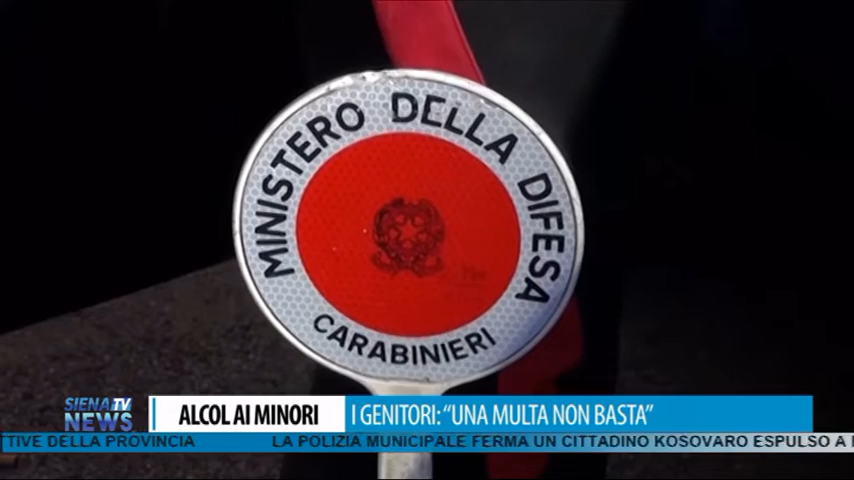 MINISTERO DELLA DIFESA
CARABINIERI
SIENA TV
NEWS
ALCOL AI MINORI
I GENITORI: “UNA MULTA NON BASTA”
TTIVE DELLA PROVINCIA LA POLIZIA MUNICIPALE FERMA UN CITTADINO KOSOVARO ESPULSO A